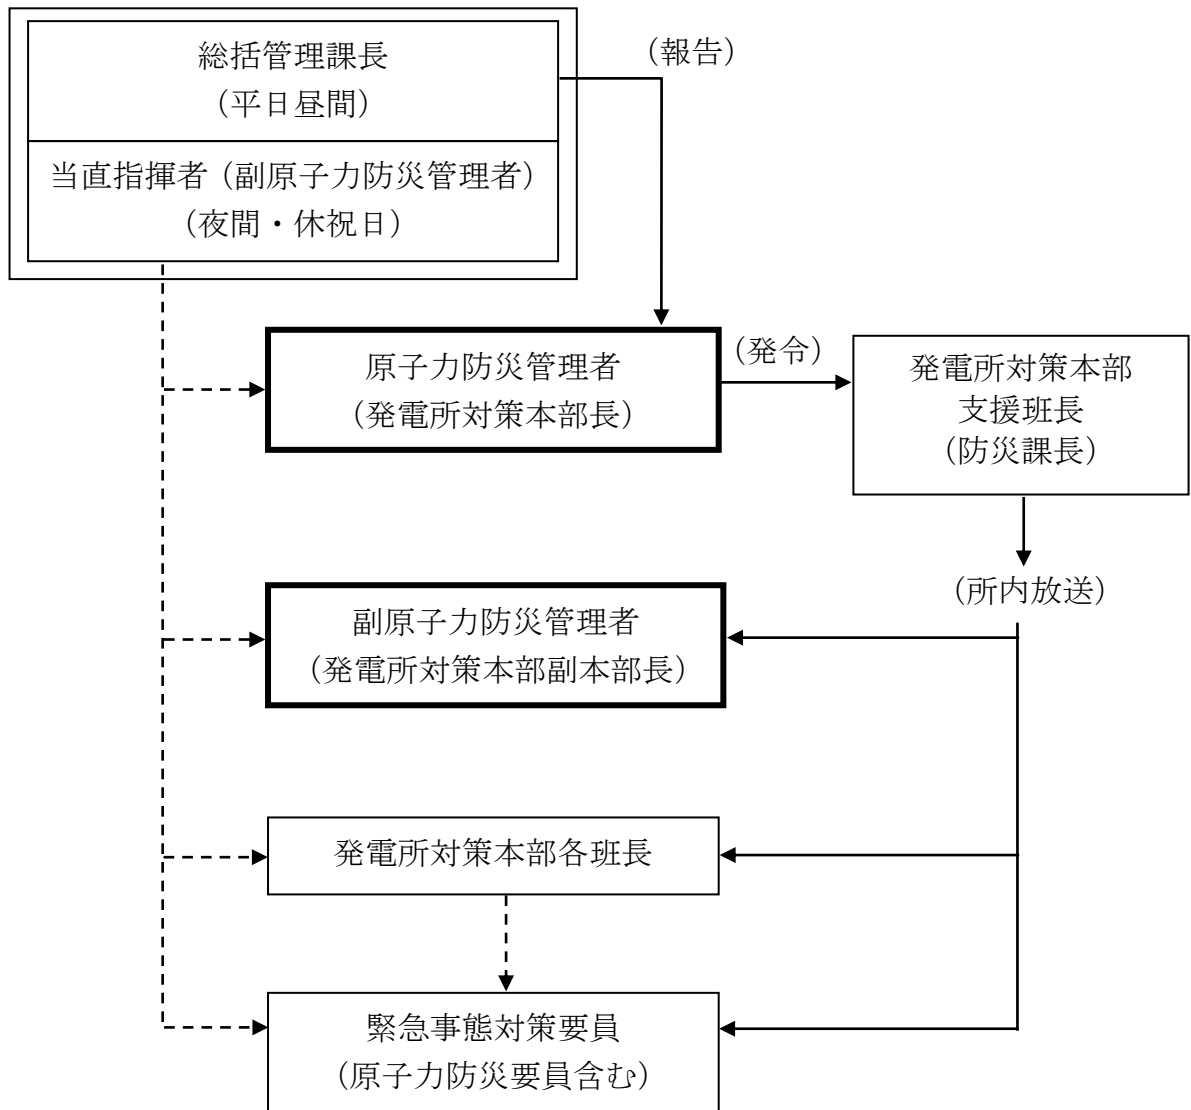 総括管理課長
（平日昼間）
（報告）
当直指揮者（副原子力防災管理者）
（夜間・休祝日）
原子力防災管理者
（発電所対策本部長）
（発令）
発電所対策本部
支援班長
（防災課長）
（所内放送）
副原子力防災管理者
（発電所対策本部副本部長）
発電所対策本部各班長
緊急事態対策要員
（原子力防災要員含む）